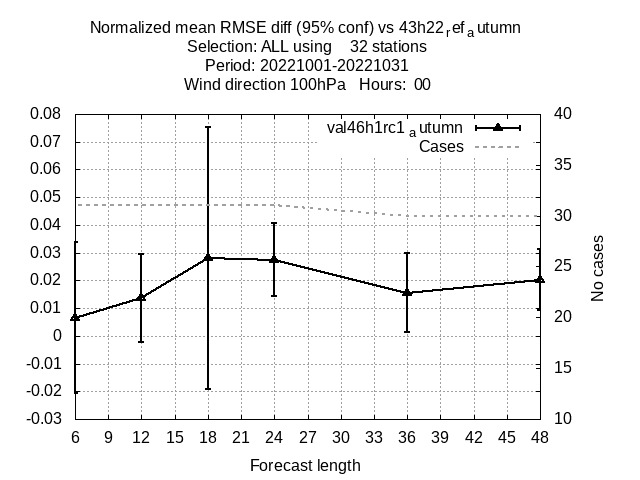 Normalized mean RMSE diff (95% conf) vs 43h22refautumn
Selection: ALL using 32 stations
Period: 20221001-20221031
Wind direction 100hPa Hours: 00
val46h1rc1autumn
Cases
0.08
0.07
0.06
0.05
0.04
0.03
0.02
0.01
0
-0.01
-0.02
-0.03
40
35
30
25
20
15
10
No cases
6 9 12 15 18 21 24 27 30 33 36 39 42 45 48
Forecast length